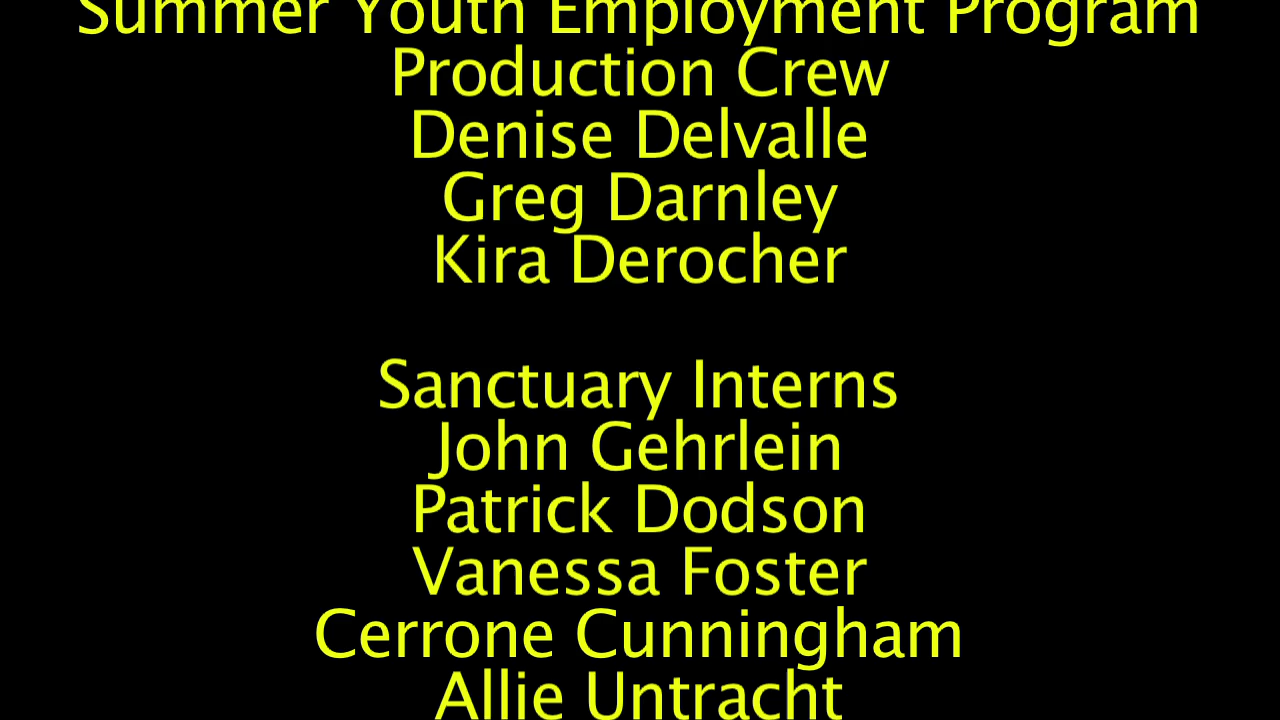 Summer Youth Employment Program
Production Crew
Denise Delvalle
Greg Darnley
Kira Derocher
Sanctuary Interns
John Gehrlein
Patrick Dodson
Vanessa Foster
Cerrone Cunningham
Allie Untracht